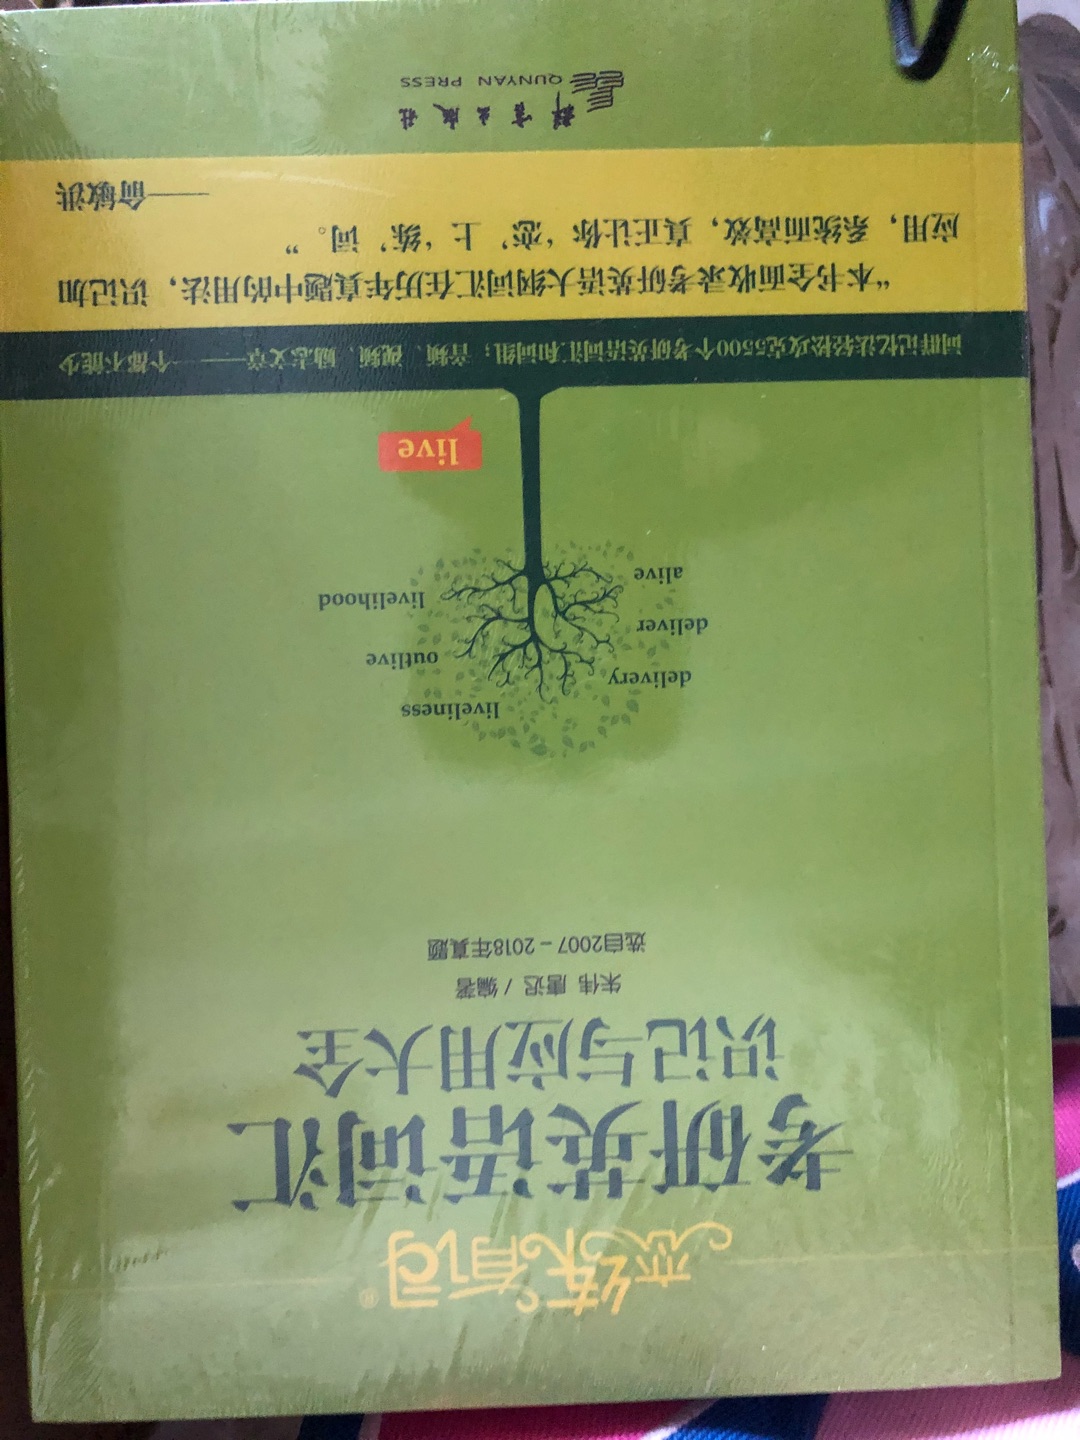 恋练有词®
考研英语词汇
识记与应用大全
朱伟 唐迟 / 编著
选自2007-2018年真题
liveliness
delivery
outlive
deliver
livelihood
alive
live
词群记忆法轻松攻克5500个考研英语词汇和词组；音频、视频、励志文章——一个都不能少
“本书全面收录考研英语大纲词汇在历年真题中的用法，识记加
应用，系统而高效，真正让你‘恋’上‘练’词。”
——俞敏洪
群言出版社
QUNYAN PRESS